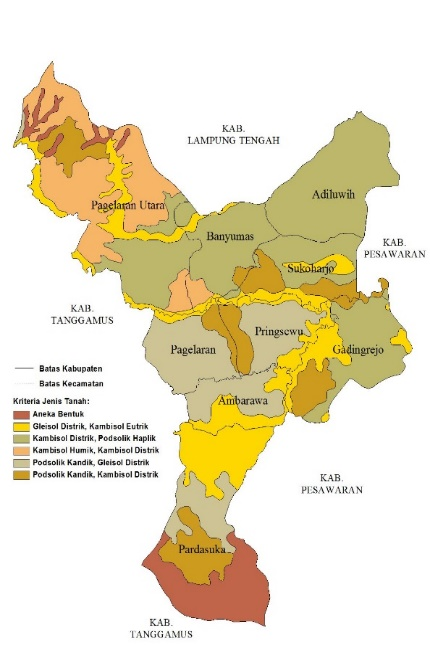 KAB.
LAMPUNG TENGAH
Adiluwih
Pagelaran Utara
Banyumas
KAB.
PESAWARAN
Sukoharjo
KAB.
TANGGAMUS
Pringsewu
Pagelaran
Gadingrejo
Batas Kabupaten
Batas Kecamatan
Kriteria Jenis Tanah:
Aneka Bentuk
Gleisol Distrik, Kambisol Eutrik
Kambisol Distrik, Podsolik Haplik
Kambisol Humik, Kambisol Distrik
Podsolik Kandik, Gleisol Distrik
Podsolik Kandik, Kambisol Distrik
Ambarawa
KAB.
PESAWARAN
Pardasuka
KAB.
TANGGAMUS